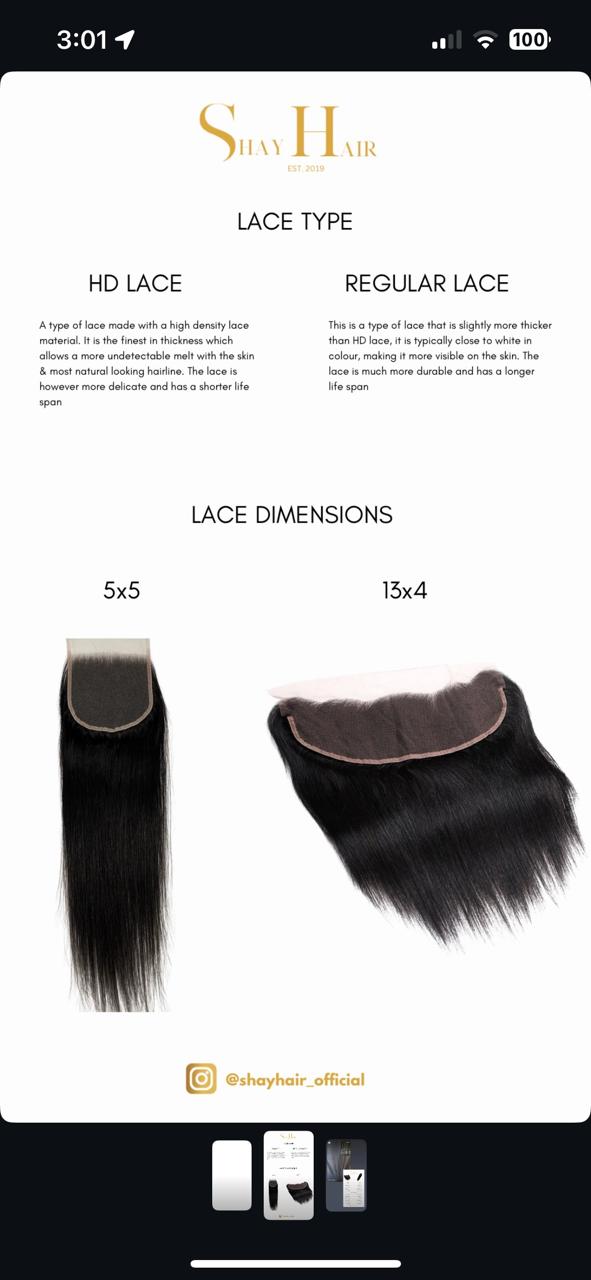 3:01
100
SHAY HAIR
EST. 2019
LACE TYPE
HD LACE
A type of lace made with a high density lace
material. It is the finest in thickness which
allows a more undetectable melt with the skin
& most natural looking hairline. The lace is
however more delicate and has a shorter life
span
REGULAR LACE
This is a type of lace that is slightly more thicker
than HD lace, it is typically close to white in
colour, making it more visible on the skin. The
lace is much more durable and has a longer
life span
LACE DIMENSIONS
5x5
13x4
@shayhair_official